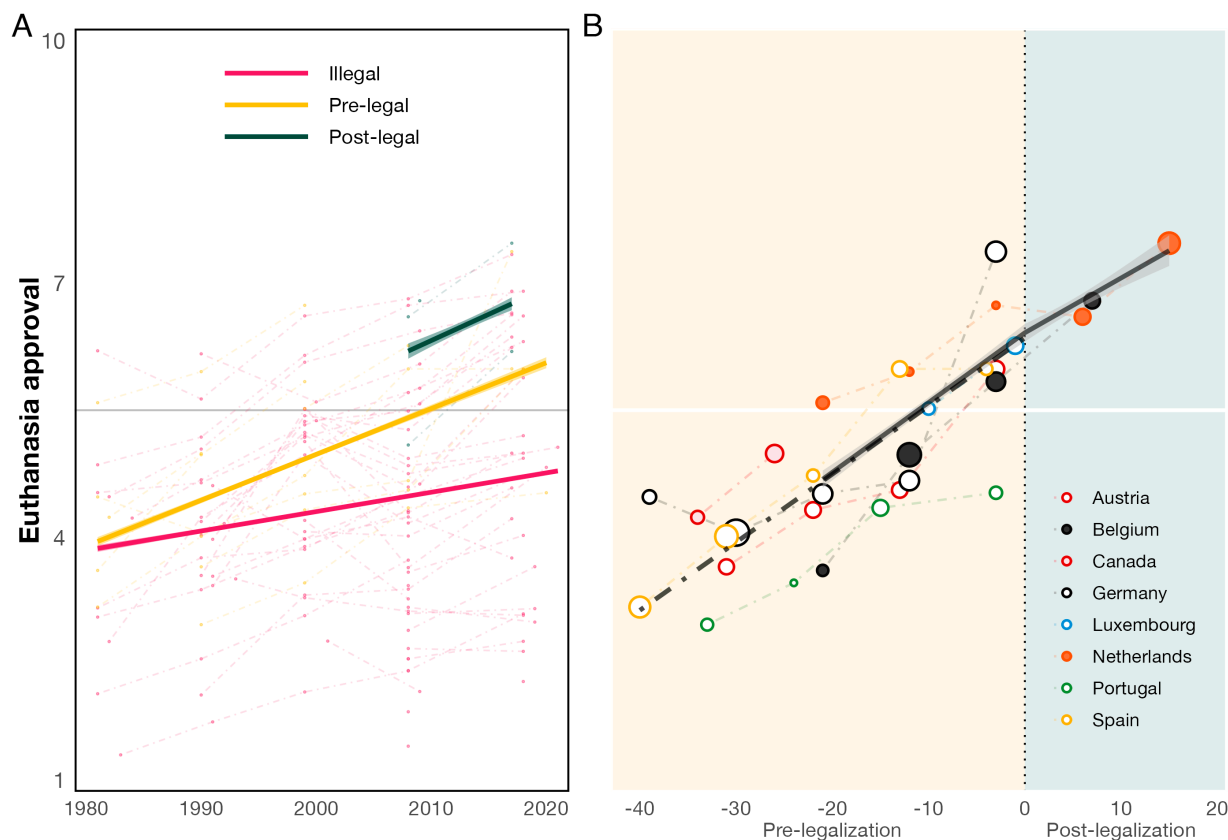 A
B
10
7
4
1
Euthanasia approval
Illegal
Pre-legal
Post-legal
1980 1990 2000 2010 2020
Austria
Belgium
Canada
Germany
Luxembourg
Netherlands
Portugal
Spain
-40 -30 -20 -10 0 10 20
Pre-legalization Post-legalization